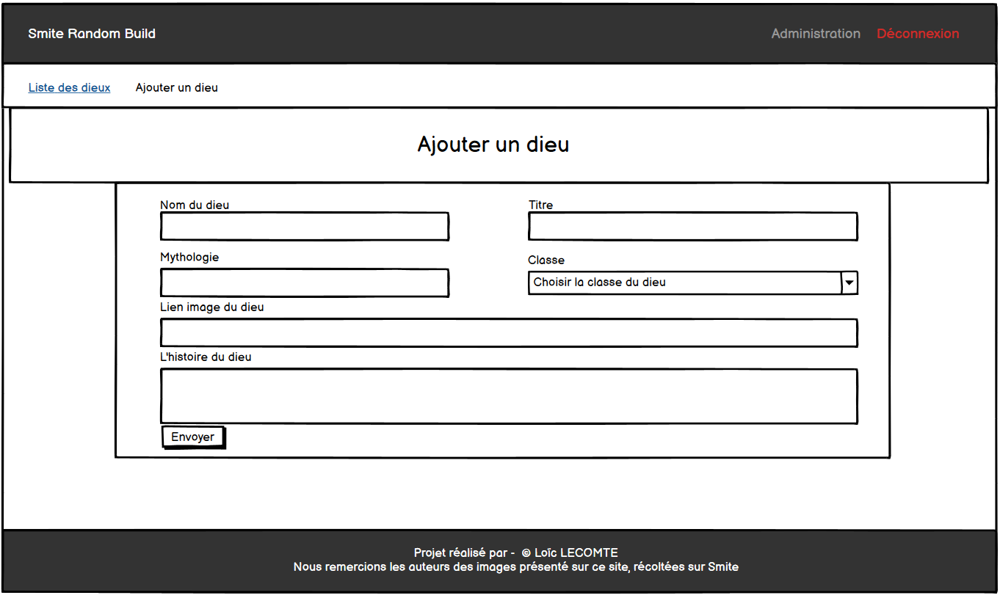 Smite Random Build
Administration
Déconnexion
Liste des dieux
Ajouter un dieu
Ajouter un dieu
Nom du dieu
Titre
Mythologie
Classe
Choisir la classe du dieu
Lien image du dieu
L'histoire du dieu
Envoyer
Projet réalisé par - © Loïc LECOMTE
Nous remercions les auteurs des images présenté sur ce site, récoltées sur Smite